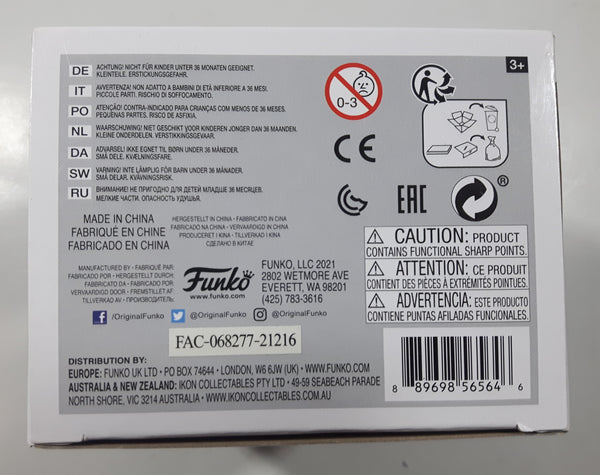 DE ACHTUNG! NICHT FÜR KINDER UNTER 36 MONATEN GEEIGNET.
KLEINTEILE. ERSTICKUNGSGEFAHR.
IT AVVERTENZA! NON ADATTO A BAMBINI DI ETÀ INFERIORE A 36 MESI.
PICCOLE PARTI. RISCHIO DI SOFFOCAMENTO.
PO ATENÇÃO! CONTRA-INDICADO PARA CRIANÇAS COM MENOS DE 36 MESES.
PEQUENAS PARTES. RISCO DE ASFIXIA.
NL WAARSCHUWING! NIET GESCHIKT VOOR KINDEREN JONGER DAN 36 MAANDEN.
KLEINE ONDERDELEN. VERSTIKKINGSGEVAAR.
DA ADVARSEL! IKKE EGNET TIL BØRN UNDER 36 MÅNEDER.
SMÅ DELE. KVÆLNINGSFARE.
SW VARNING! INTE LÄMPLIG FÖR BARN UNDER 36 MÅNADER.
SMÅ DELAR. KVÄVNINGSRISK.
RU ВНИМАНИЕ! НЕ ПРИГОДНО ДЛЯ ДЕТЕЙ МЛАДШЕ 36 МЕСЯЦЕВ.
МЕЛКИЕ ЧАСТИ. ОПАСНОСТЬ УДУШЬЯ.
0-3
3+
CE
EAC
®
MADE IN CHINA
FABRIQUÉ EN CHINE
FABRICADO EN CHINA
HERGESTELLT IN CHINA • FABBRICATO IN CINA
FABRICADO NA CHINA • VERVAARDIGD IN CHINA
PRODUCERET I KINA • TILLVERKAD I KINA
СДЕЛАНО В КИТАЕ
MANUFACTURED BY • FABRIQUÉ PAR:
FABRICADO POR • HERGESTELLT DURCH:
FABBRICATO DA • FABRICADO POR:
VERVAARDIGD DOOR • FREMSTILLET AF:
TILLVERKAD AV • ПРОИЗВОДИТЕЛЬ:
Funko
www.funko.com
FUNKO, LLC 2021
2802 WETMORE AVE
EVERETT, WA 98201
(425) 783-3616
/OriginalFunko @OriginalFunko @OriginalFunko
FAC-068277-21216
CAUTION: PRODUCT
CONTAINS FUNCTIONAL SHARP POINTS.
ATTENTION: CE PRODUIT
CONTIENT DES PIÈCES À EXTRÉMITÉS POINTUES.
ADVERTENCIA: ESTE PRODUCTO
CONTIENE PUNTAS AFILADAS FUNCIONALES.
DISTRIBUTION BY:
EUROPE: FUNKO UK LTD • PO BOX 74644 • LONDON, W6 6JW (UK) • WWW.FUNKO.COM
AUSTRALIA & NEW ZEALAND: IKON COLLECTABLES PTY LTD • 49-59 SEABEACH PARADE
NORTH SHORE, VIC 3214 AUSTRALIA • WWW.IKONCOLLECTABLES.COM.AU
8 89698 56564 6